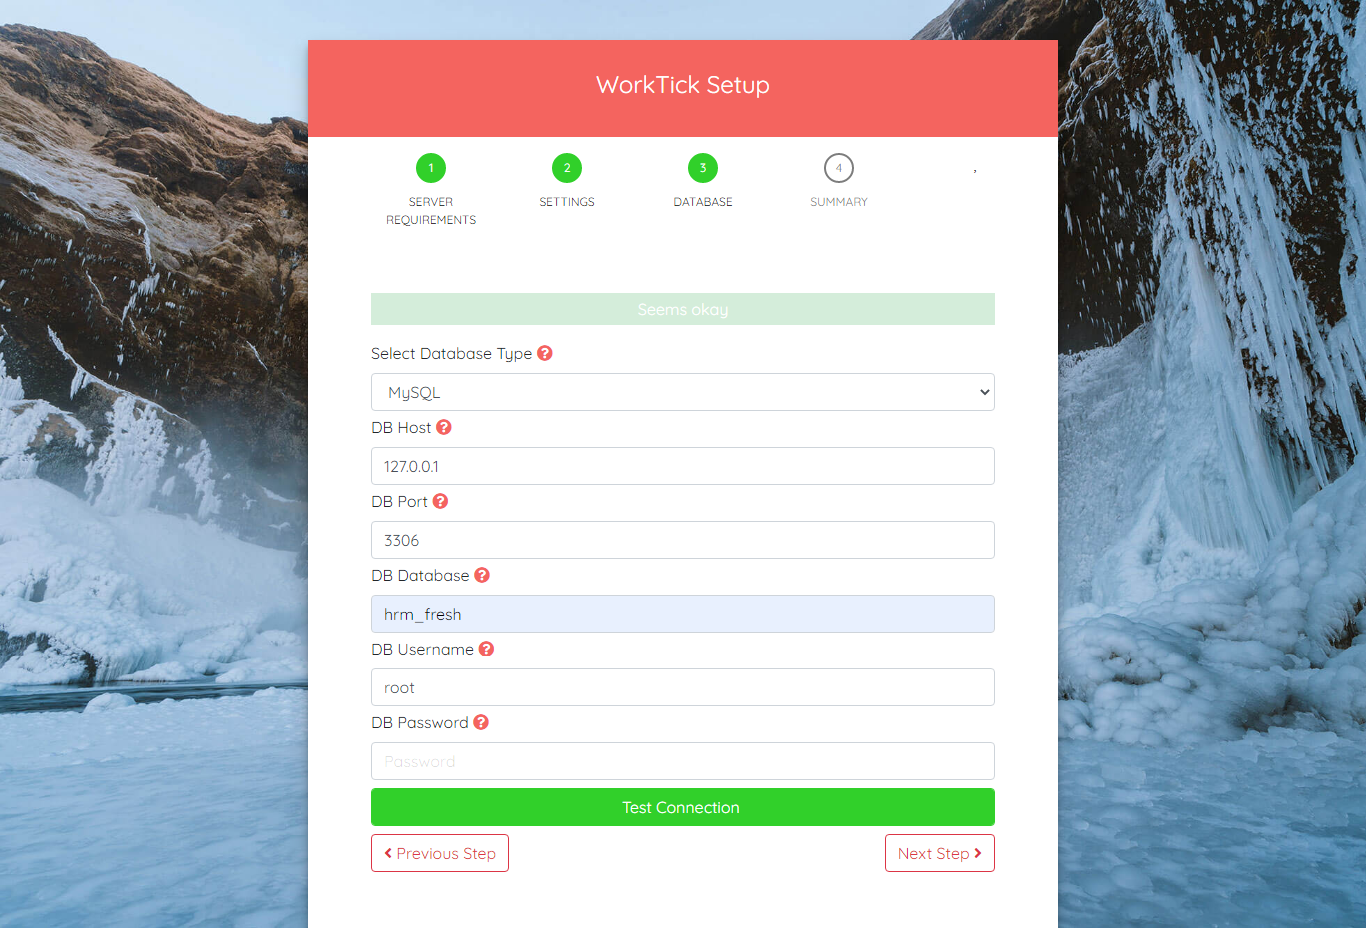 WorkTick Setup
1 2 3 4 ,
SERVER REQUIREMENTS
SETTINGS
DATABASE
SUMMARY
Seems okay
Select Database Type ?
MySQL
DB Host ?
127.0.0.1
DB Port ?
3306
DB Database ?
hrm_fresh
DB Username ?
root
DB Password ?
Password
Test Connection
Previous Step
Next Step